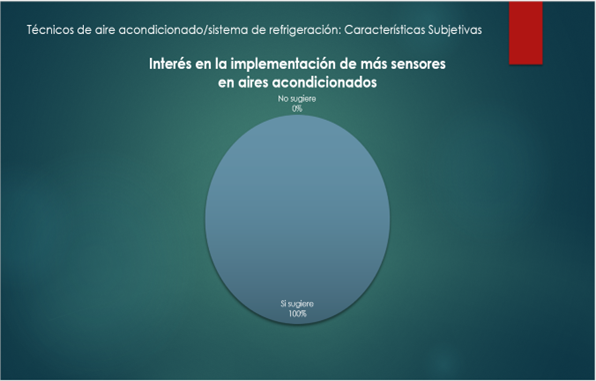 Técnicos de aire acondicionado/sistema de refrigeración: Características Subjetivas
Interés en la implementación de más sensores
en aires acondicionados
No sugiere
0%
Si sugiere
100%